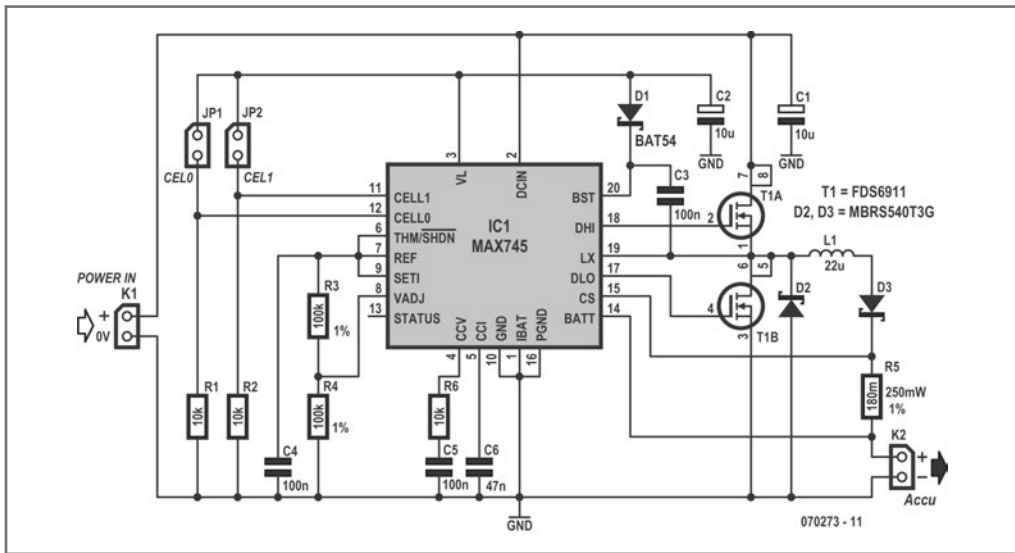 JP1
JP2
CEL0
CEL1
D1
BAT54
C2
10u
GND
C1
10u
GND
3
VL
2
DCIN
11
CELL1
12
CELL0
6
THM/SHDN
7
REF
9
SETI
8
VADJ
13
STATUS
IC1
MAX745
BST
20
DHI
18
LX
19
DLO
17
CS
15
BATT
14
CCV
4
CCI
5
GND
10
IBAT
1
PGND
16
C3
100n
7
8
T1A
2
1
T1 = FDS6911
D2, D3 = MBRS540T3G
6
5
4
T1B
3
L1
22u
D2
D3
POWER IN
K1
+
0V
R3
100k
1%
R4
100k
1%
R1
10k
R2
10k
C4
100n
R6
10k
C5
100n
C6
47n
GND
R5
180m
250mW
1%
K2
+
–
Accu
070273 - 11